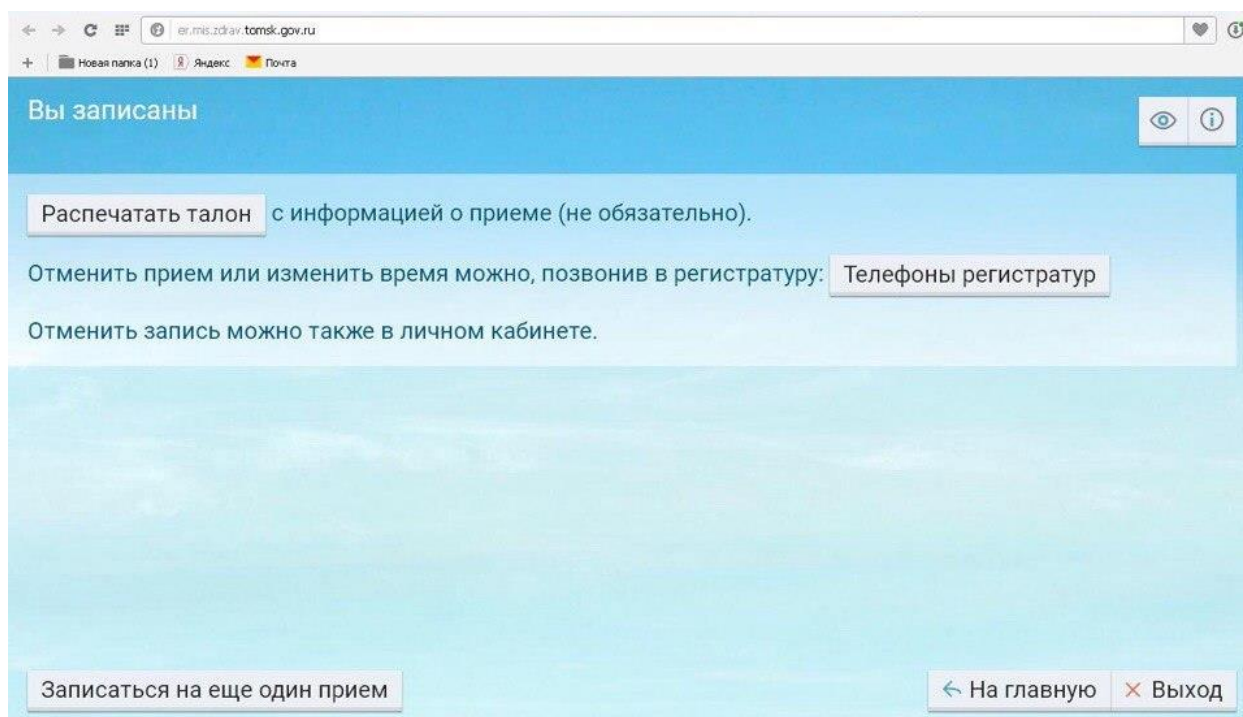 er.mis.zdrav.tomsk.gov.ru
Новая папка (1) Я Яндекс Почта
Вы записаны
Распечатать талон с информацией о приеме (не обязательно).
Отменить прием или изменить время можно, позвонив в регистратуру: Телефоны регистратур
Отменить запись можно также в личном кабинете.
Записаться на еще один прием На главную Выход